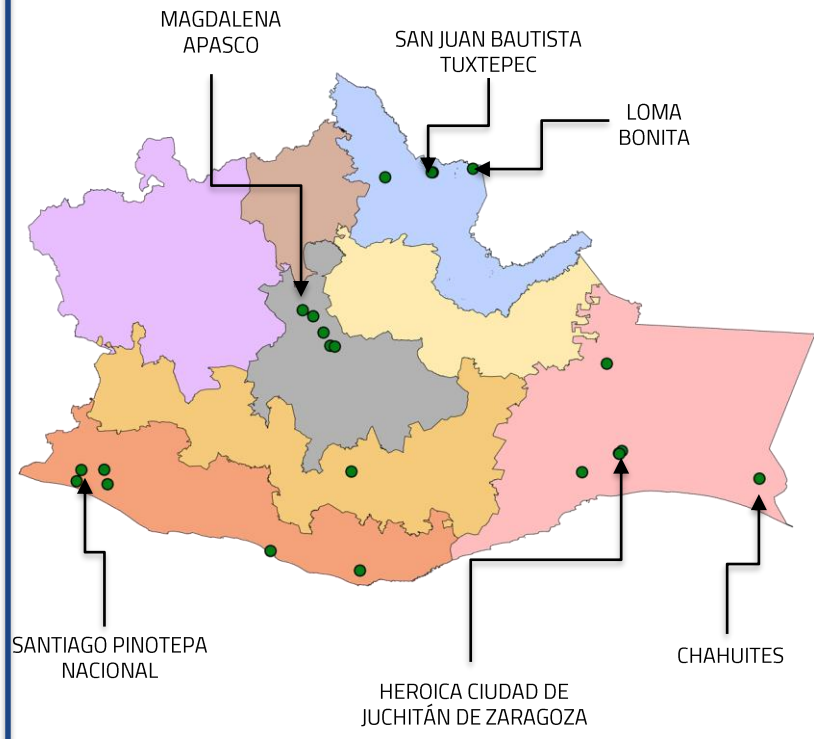 MAGDALENA
APASCO
SAN JUAN BAUTISTA
TUXTEPEC
LOMA
BONITA
SANTIAGO PINOTEPA
NACIONAL
HEROICA CIUDAD DE
JUCHITÁN DE ZARAGOZA
CHAHUITES